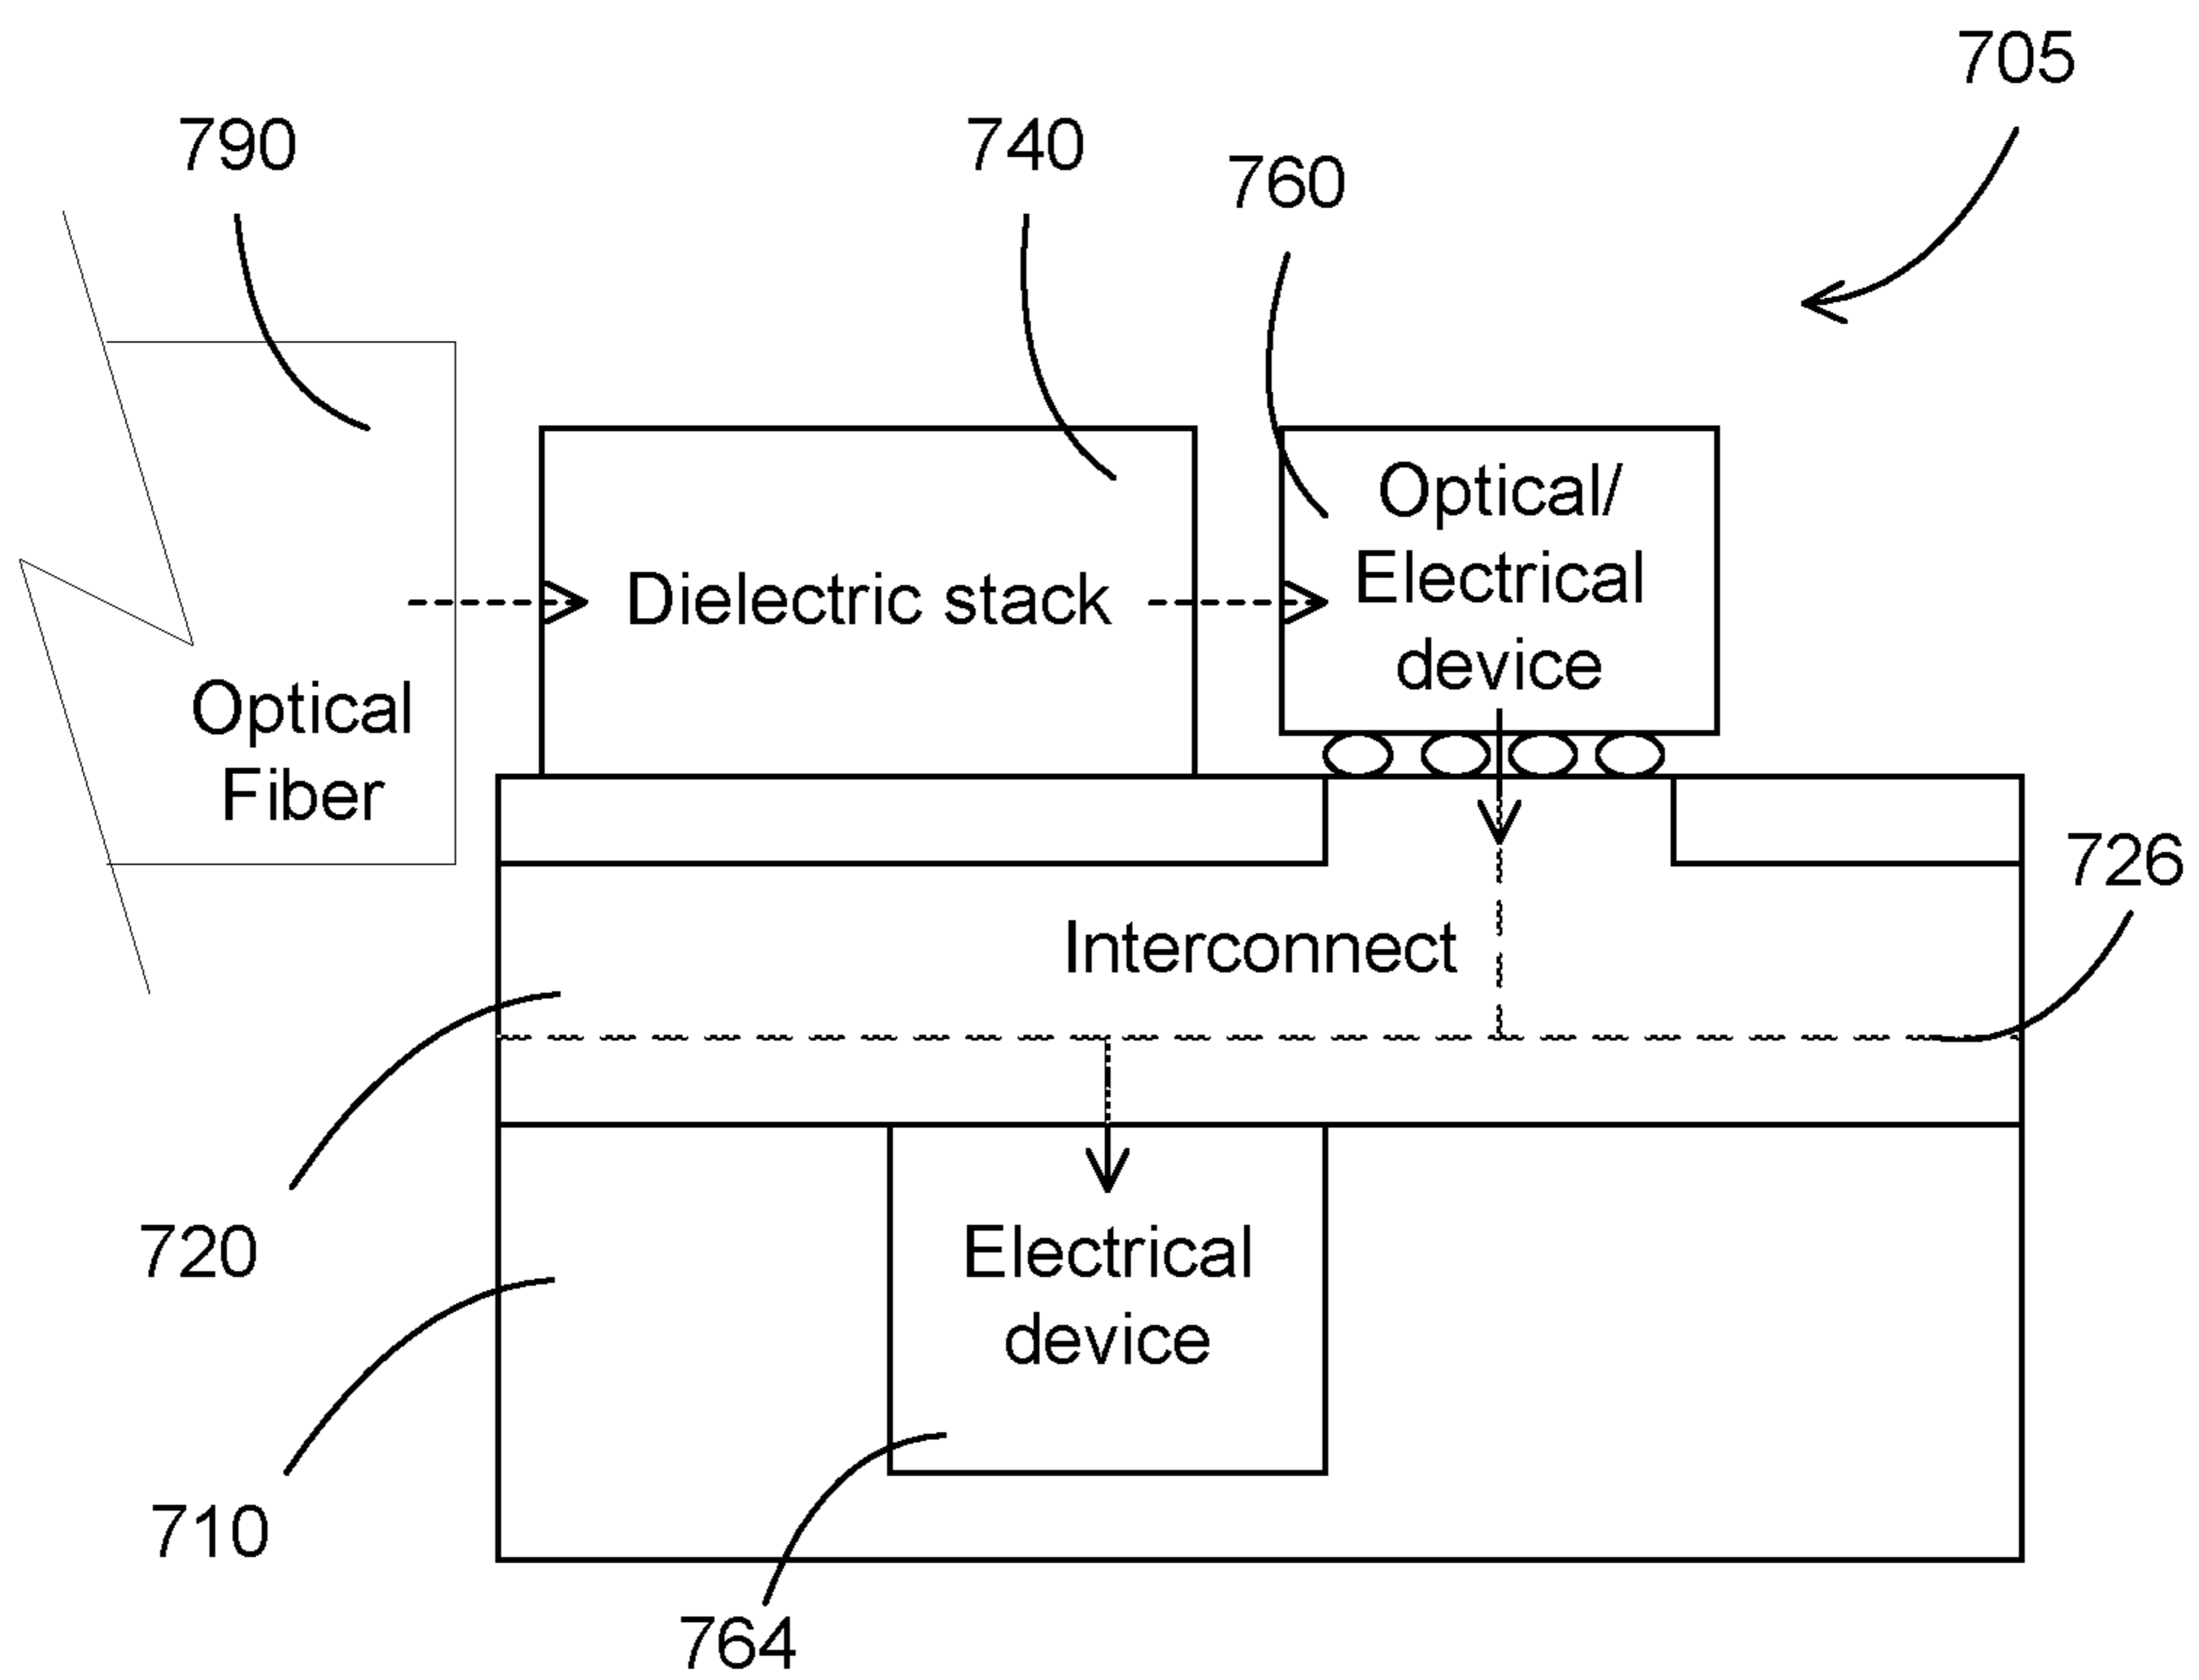 705
790
740
760
Optical/
Electrical
device
Dielectric stack
Optical
Fiber
726
Interconnect
720
Electrical
device
710
764